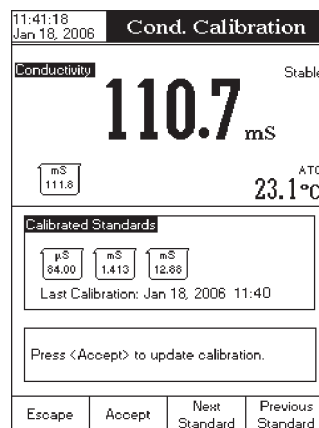 11:41:18
Jan 18, 2006
Cond. Calibration
Conductivity
Stable
110.7 mS
mS
111.8
ATC
23.1°C
Calibrated Standards
µS
84.00
mS
1.413
mS
12.88
Last Calibration: Jan 18, 2006 11:40
Press <Accept> to update calibration.
Escape
Accept
Next
Standard
Previous
Standard